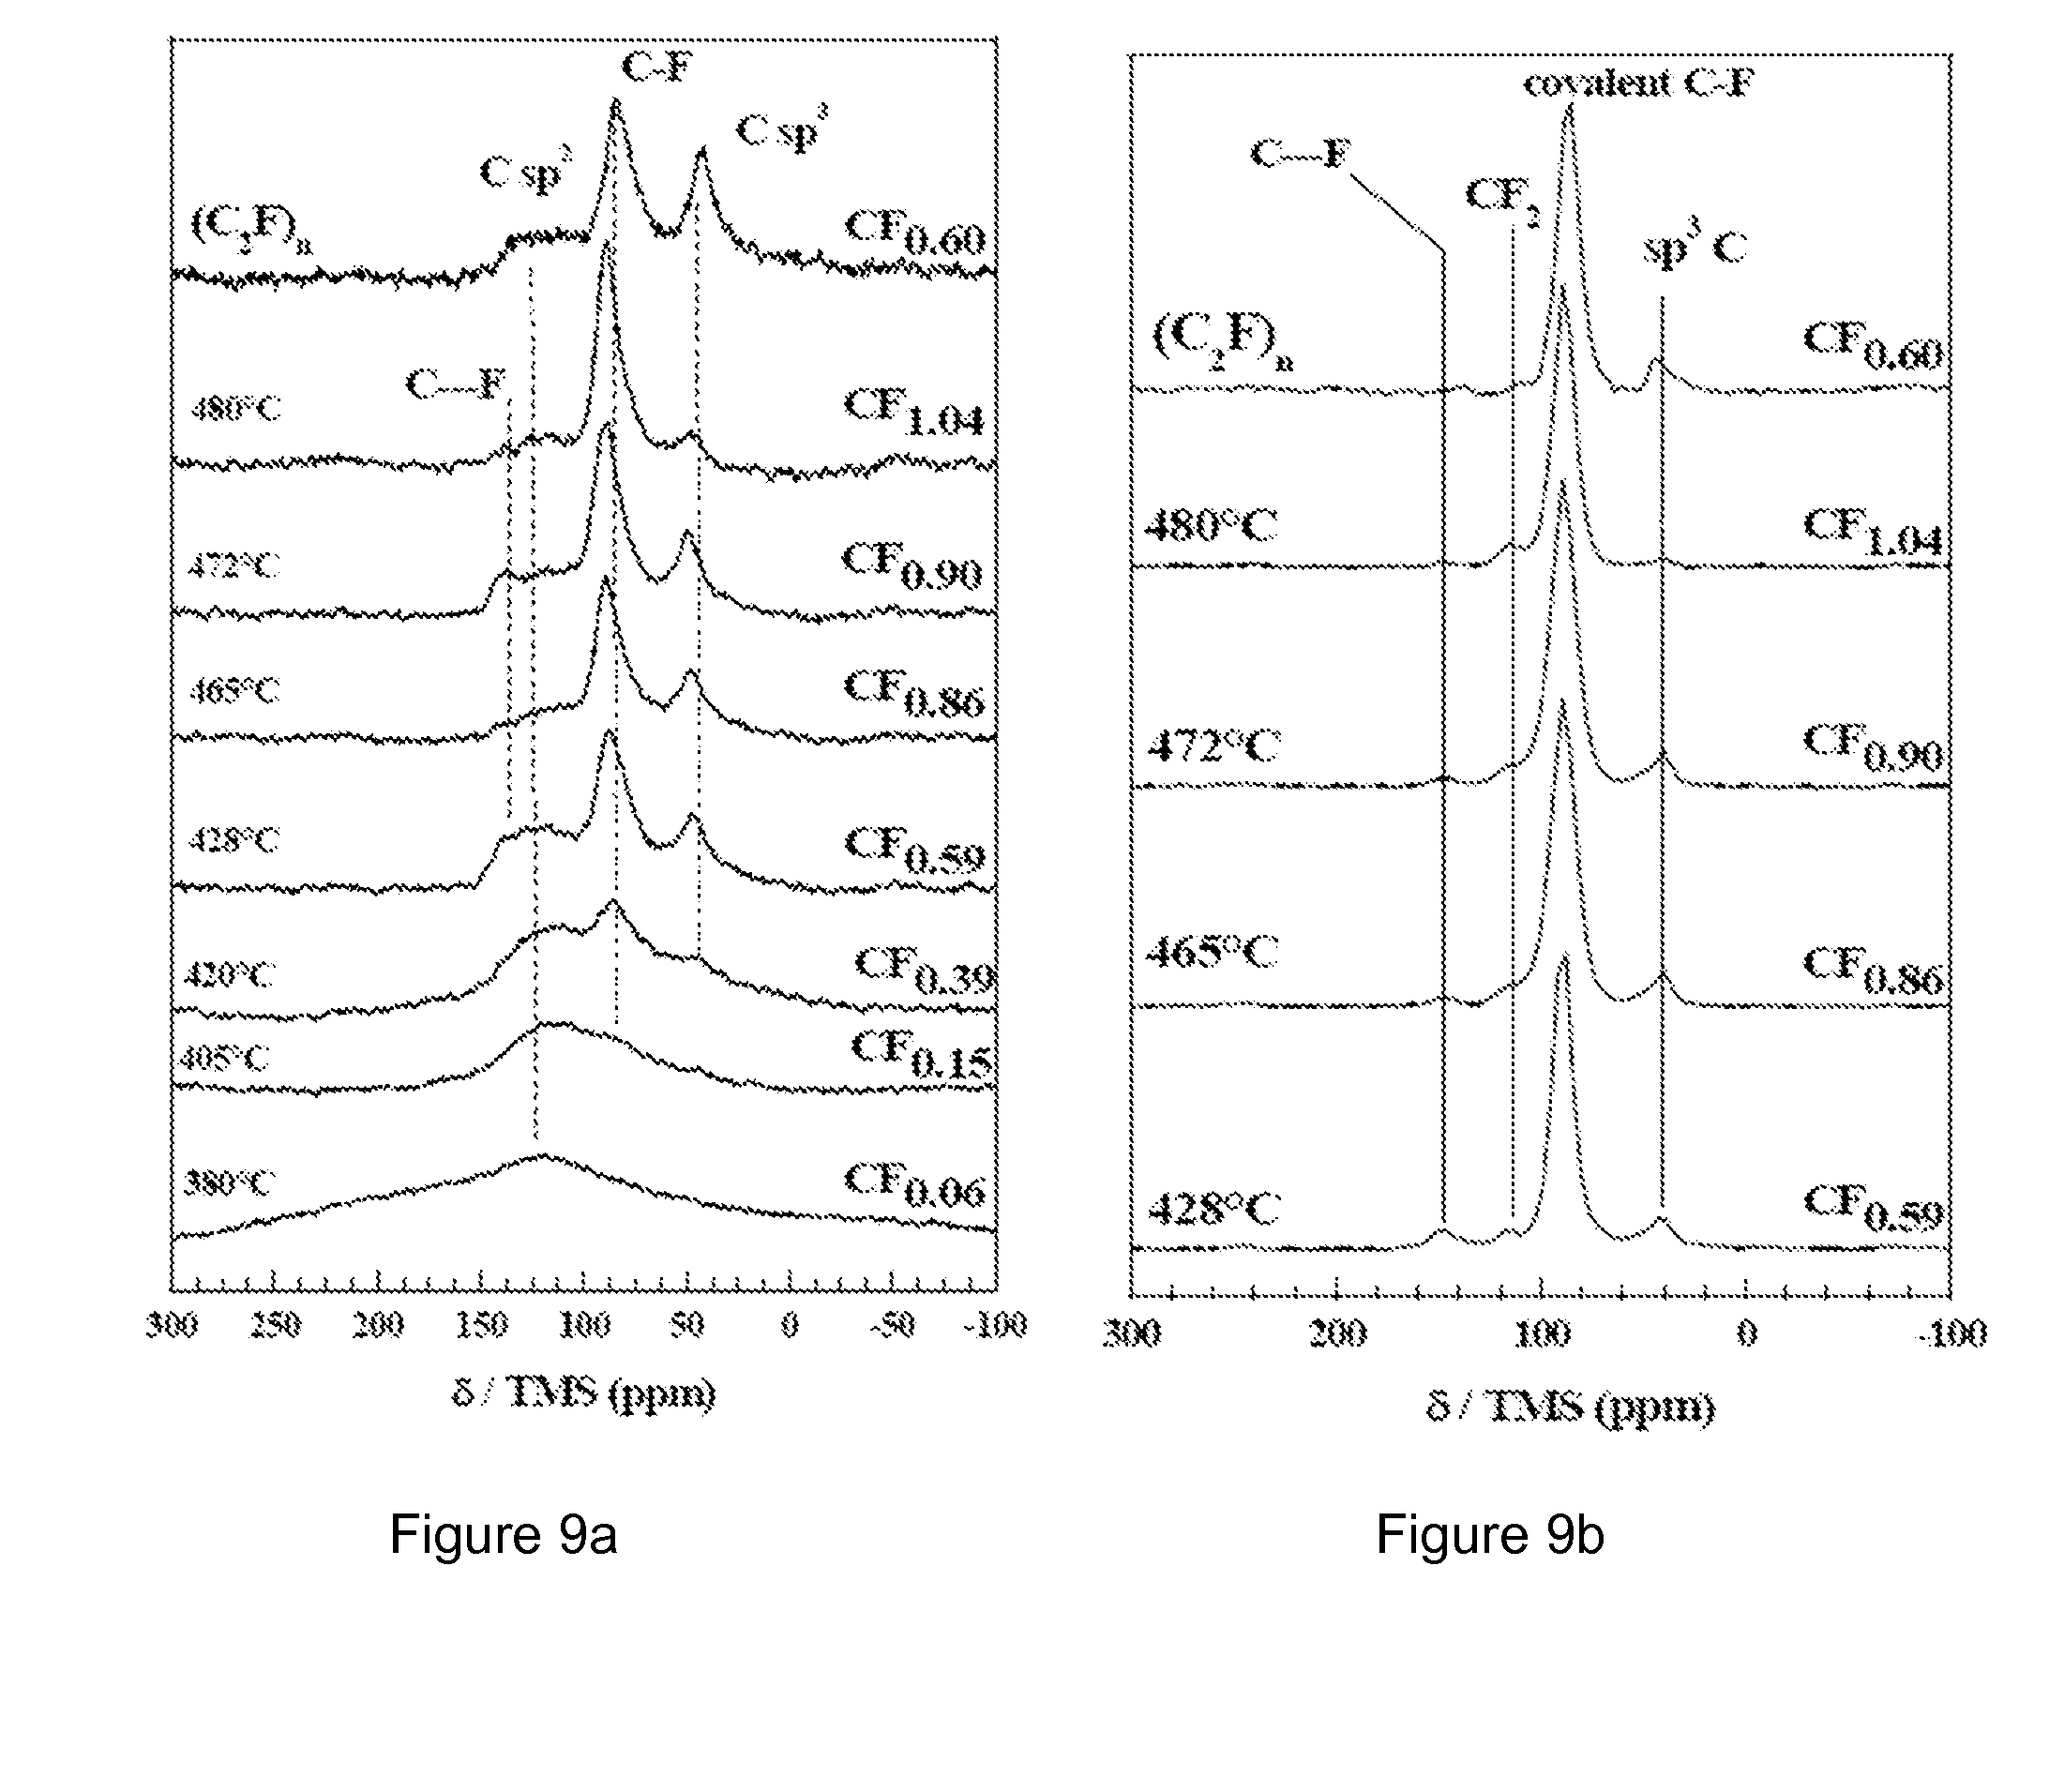 C-F
C sp³
C sp²
(C₂F)ₙ
CF0.60
C---F
480°C
CF1.04
472°C
CF0.90
465°C
CF0.86
428°C
CF0.59
420°C
CF0.39
405°C
CF0.15
380°C
CF0.06
300 250 200 150 100 50 0 -50 -100
δ / TMS (ppm)
Figure 9a
covalent C-F
C---F
CF₂
sp³ C
(C₂F)ₙ
CF0.60
480°C
CF1.04
472°C
CF0.90
465°C
CF0.86
428°C
CF0.59
300 200 100 0 -100
δ / TMS (ppm)
Figure 9b